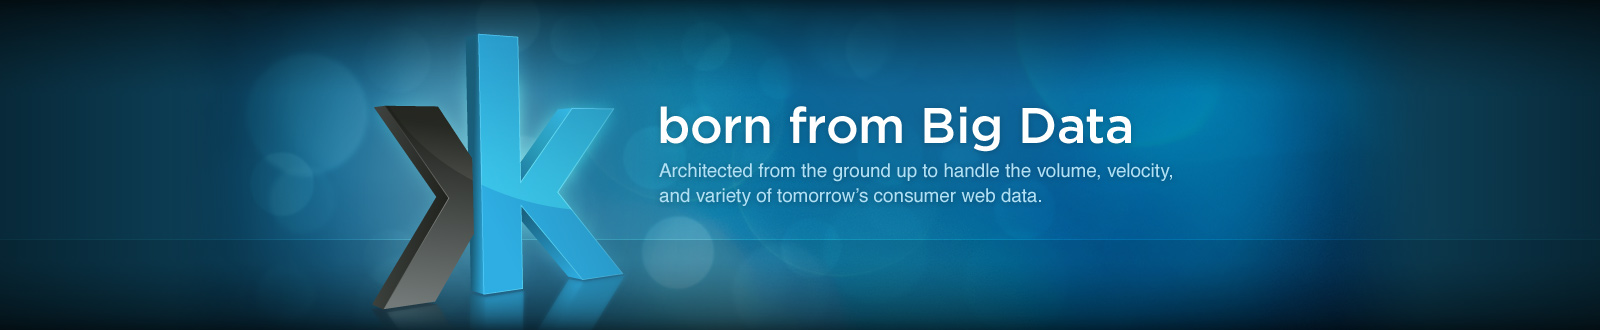 k
born from Big Data
Architected from the ground up to handle the volume, velocity,
and variety of tomorrow’s consumer web data.